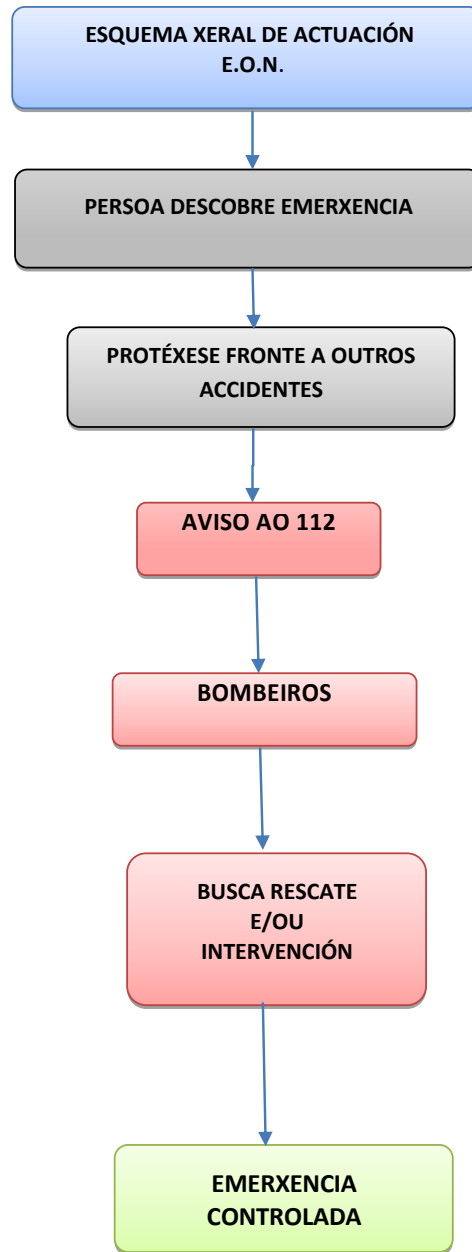 ESQUEMA XERAL DE ACTUACIÓN
E.O.N.
PERSOA DESCOBRE EMERXENCIA
PROTÉXESE FRONTE A OUTROS
ACCIDENTES
AVISO AO 112
BOMBEIROS
BUSCA RESCATE
E/OU
INTERVENCIÓN
EMERXENCIA
CONTROLADA